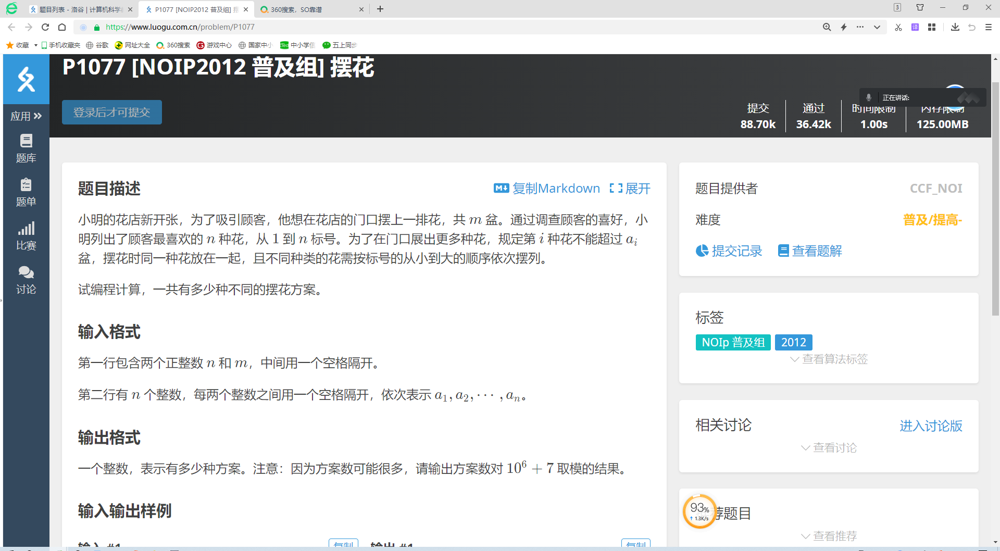 题目列表 - 洛谷 | 计算机科学
P1077 [NOIP2012 普及组] 摆
360搜索，SO靠谱
3
https://www.luogu.com.cn/problem/P1077
译
收藏 手机收藏夹 谷歌 网址大全 360搜索 游戏中心 国家中小 中小学信 五上同步
P1077 [NOIP2012 普及组] 摆花
登录后才可提交
正在讲话:
提交 通过 时间限制 内存限制
88.70k 36.42k 1.00s 125.00MB
应用
题库
题单
比赛
讨论
题目描述
复制Markdown 展开
小明的花店新开张，为了吸引顾客，他想在花店的门口摆上一排花，共 m 盆。通过调查顾客的喜好，小
明列出了顾客最喜欢的 n 种花，从 1 到 n 标号。为了在门口展出更多种花，规定第 i 种花不能超过 a_i
盆，摆花时同一种花放在一起，且不同种类的花需按标号的从小到大的顺序依次摆列。
试编程计算，一共有多少种不同的摆花方案。
输入格式
第一行包含两个正整数 n 和 m，中间用一个空格隔开。
第二行有 n 个整数，每两个整数之间用一个空格隔开，依次表示 a_1, a_2, ⋯ , a_n。
输出格式
一个整数，表示有多少种方案。注意：因为方案数可能很多，请输出方案数对 10^6 + 7 取模的结果。
输入输出样例
输入 #1 复制 输出 #1 复制
题目提供者 CCF_NOI
难度 普及/提高-
提交记录 查看题解
标签
NOIp 普及组 2012
查看算法标签
相关讨论 进入讨论版
查看讨论
93%
↑ 1.3K/s
荐题目
查看推荐